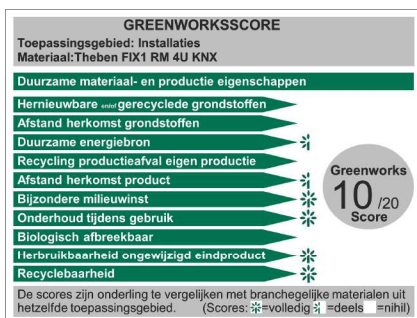 GREENWORKSSCORE
Toepassingsgebied: Installaties
Materiaal:Theben FIX1 RM 4U KNX
Duurzame materiaal- en productie eigenschappen
Hernieuwbare en/of gerecyclede grondstoffen
Afstand herkomst grondstoffen
Duurzame energiebron
Recycling productieafval eigen productie
Afstand herkomst product
Bijzondere milieuwinst
Onderhoud tijdens gebruik
Biologisch afbreekbaar
Herbruikbaarheid ongewijzigd eindproduct
Recyclebaarheid
Greenworks
10 /20
Score
De scores zijn onderling te vergelijken met branchegelijke materialen uit
hetzelfde toepassingsgebied. (Scores: =volledig =deels =nihil)